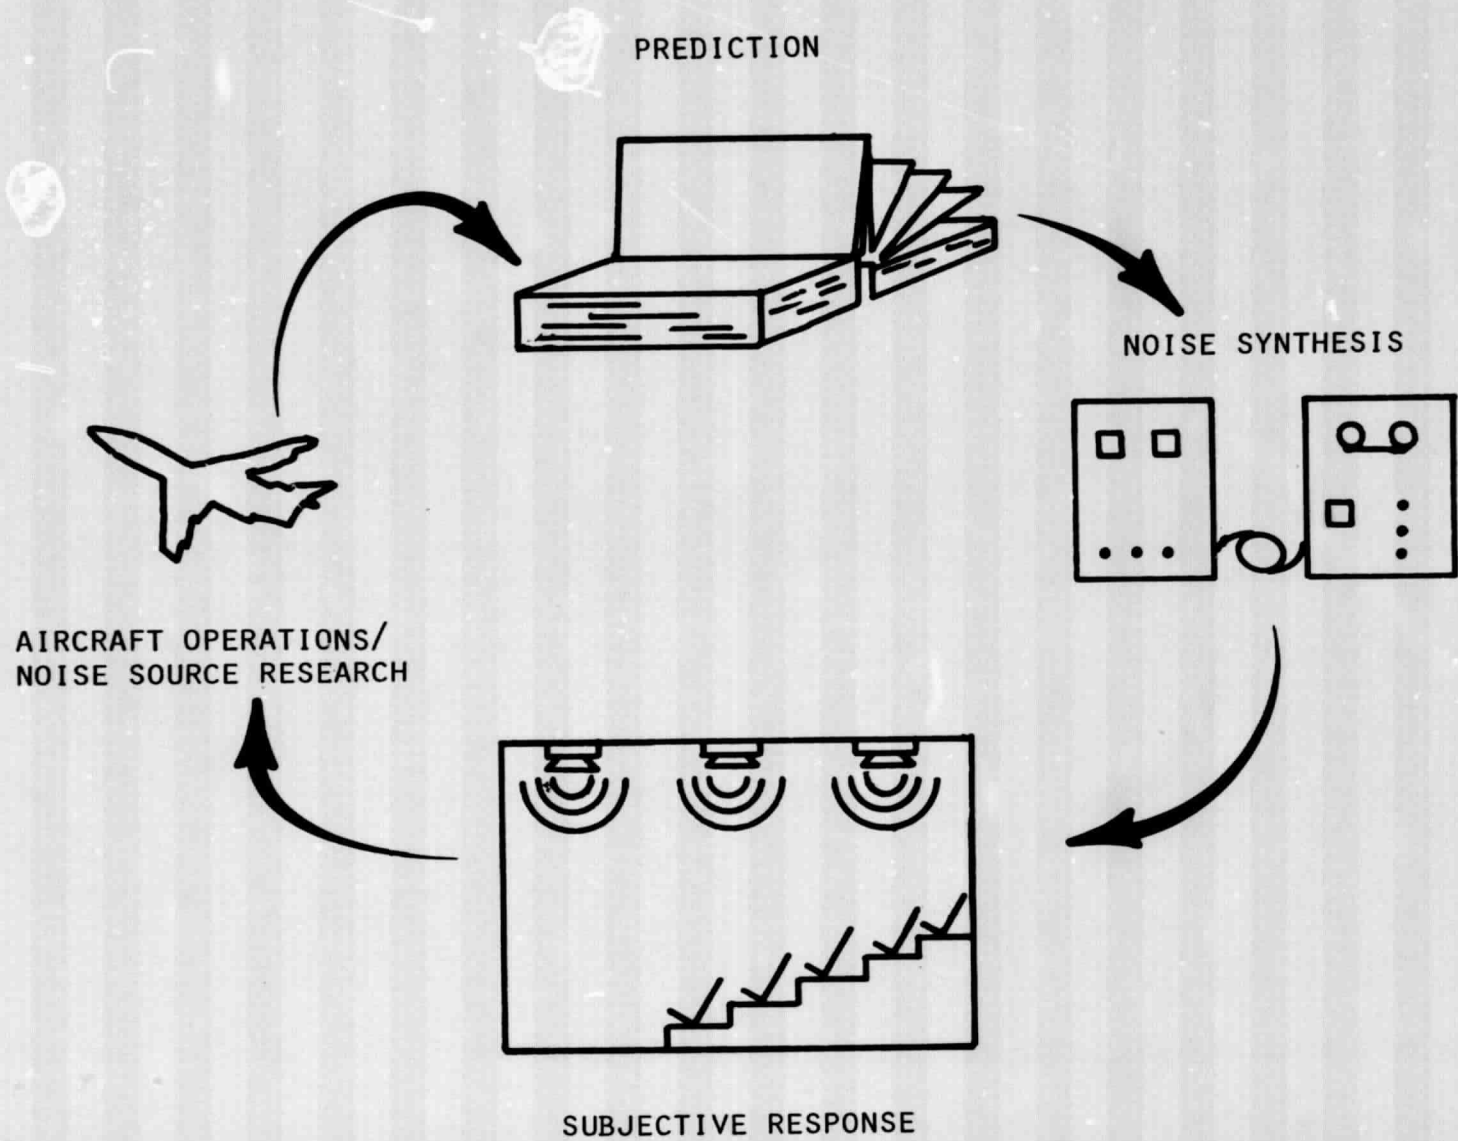 PREDICTION
NOISE SYNTHESIS
AIRCRAFT OPERATIONS/
NOISE SOURCE RESEARCH
SUBJECTIVE RESPONSE